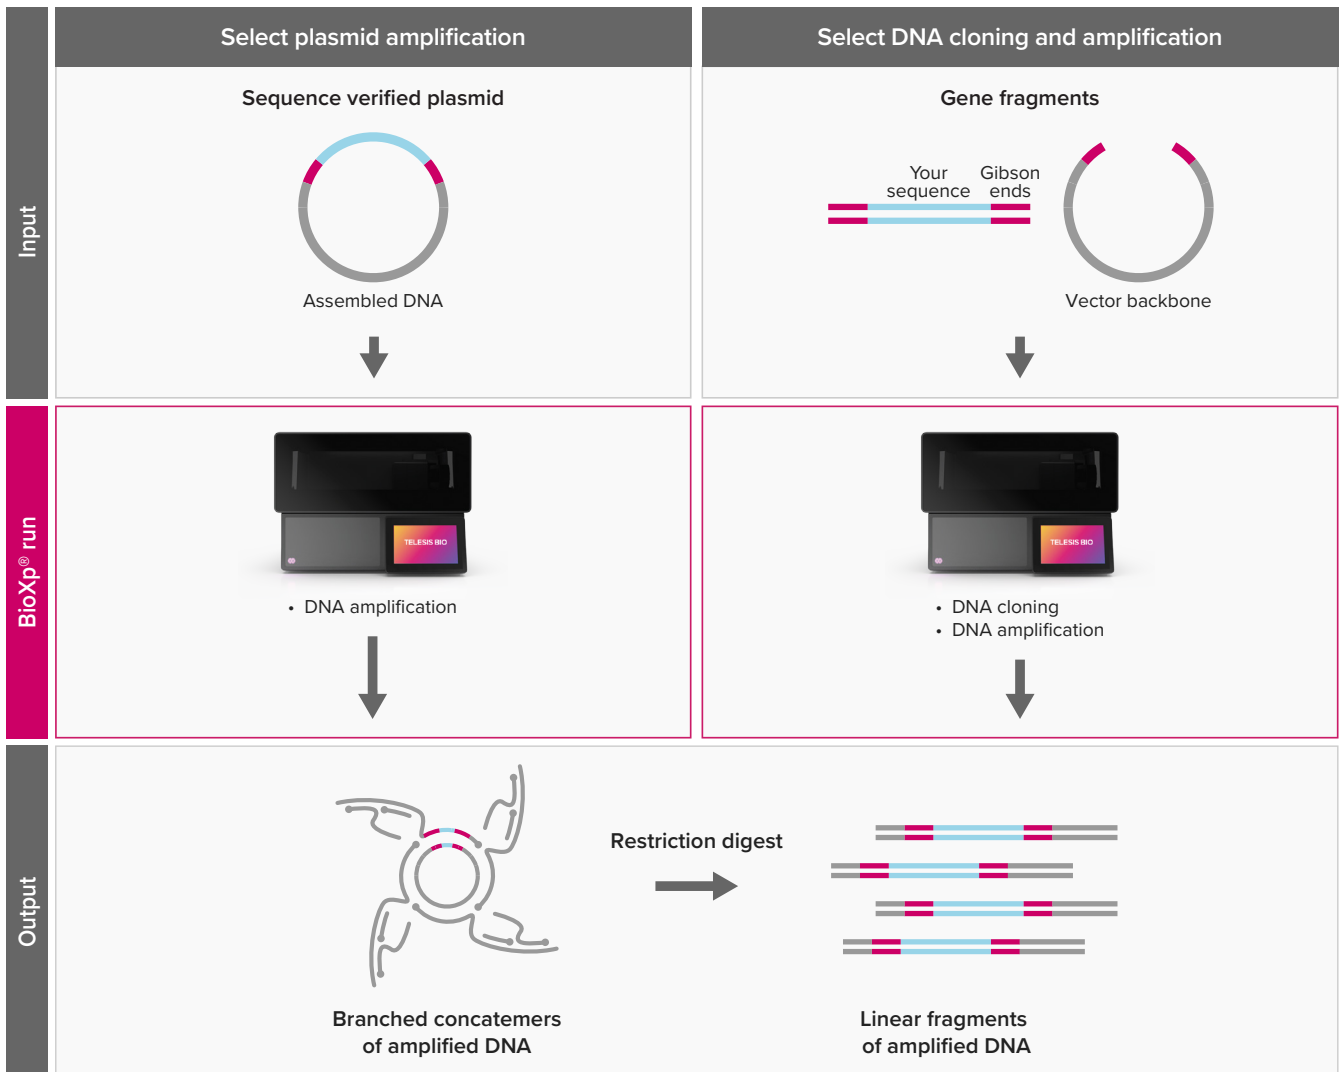 Select plasmid amplification
Select DNA cloning and amplification
Input
Sequence verified plasmid
Assembled DNA
Gene fragments
Your
sequence
Gibson
ends
Vector backbone
BioXp® run
TELESIS BIO
• DNA amplification
TELESIS BIO
• DNA cloning
• DNA amplification
Output
Branched concatemers
of amplified DNA
Restriction digest
Linear fragments
of amplified DNA